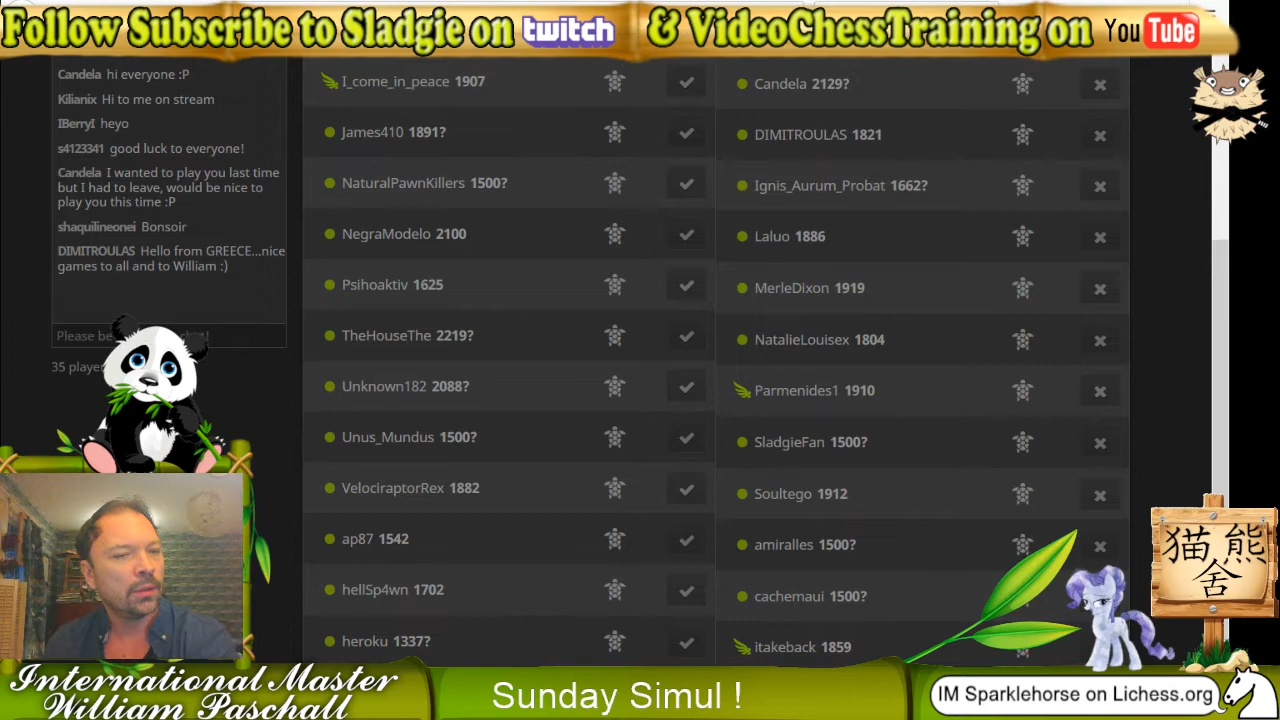 Follow Subscribe to Sladgie on twitch & VideoChessTraining on YouTube
Candela hi everyone :P
Kilianix Hi to me on stream
IBerryI heyo
s4123341 good luck to everyone!
Candela I wanted to play you last time
but I had to leave, would be nice to
play you this time :P
shaquilineonei Bonsoir
DIMITROULAS Hello from GREECE...nice
games to all and to William :)
Please be
35 player
I_come_in_peace 1907
James410 1891?
NaturalPawnKillers 1500?
NegraModelo 2100
Psihoaktiv 1625
TheHouseThe 2219?
Unknown182 2088?
Unus_Mundus 1500?
VelociraptorRex 1882
ap87 1542
hellSp4wn 1702
heroku 1337?
Candela 2129?
DIMITROULAS 1821
Ignis_Aurum_Probat 1662?
Laluo 1886
MerleDixon 1919
NatalieLouisex 1804
Parmenides1 1910
SladgieFan 1500?
Soultego 1912
amiralles 1500?
cachemaui 1500?
itakeback 1859
猫熊
舍
International Master
William Paschall
Sunday Simul !
IM Sparklehorse on Lichess.org